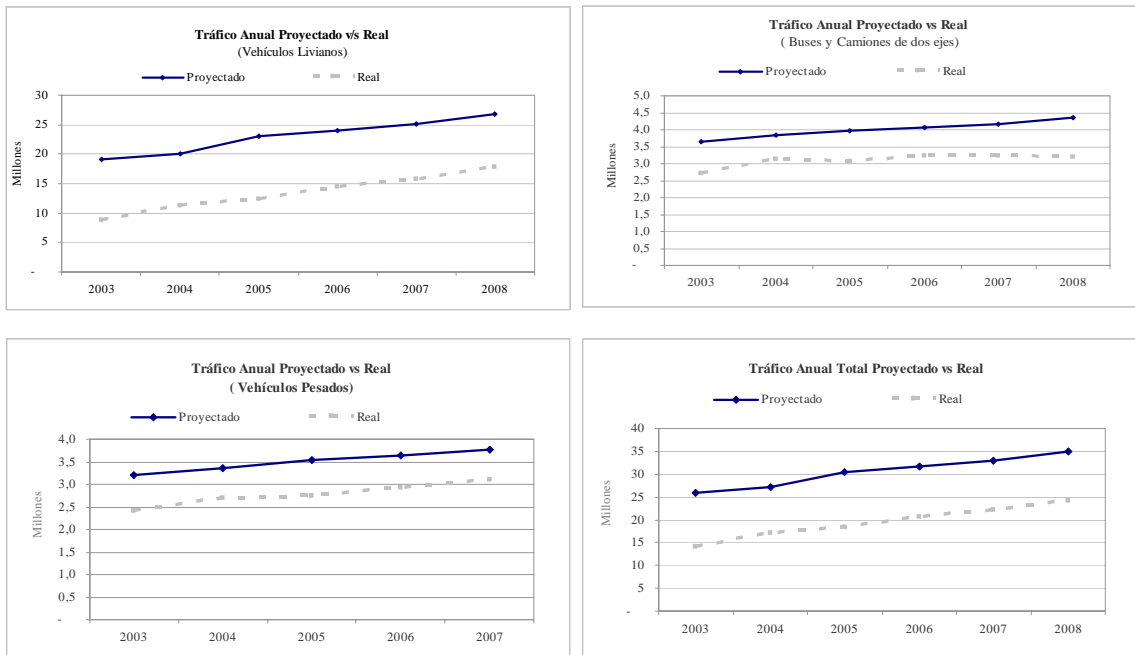 Tráfico Anual Proyectado v/s Real
(Vehículos Livianos)
Proyectado Real
30
25
20
15
10
5
-
Millones
2003 2004 2005 2006 2007 2008
Tráfico Anual Proyectado vs Real
( Buses y Camiones de dos ejes)
Proyectado Real
5,0
4,5
4,0
3,5
3,0
2,5
2,0
1,5
1,0
0,5
-
Millones
2003 2004 2005 2006 2007 2008
Tráfico Anual Proyectado vs Real
( Vehículos Pesados)
Proyectado Real
4,0
3,5
3,0
2,5
2,0
1,5
1,0
0,5
-
Millones
2003 2004 2005 2006 2007
Tráfico Anual Total Proyectado vs Real
Proyectado Real
40
35
30
25
20
15
10
5
-
Millones
2003 2004 2005 2006 2007 2008